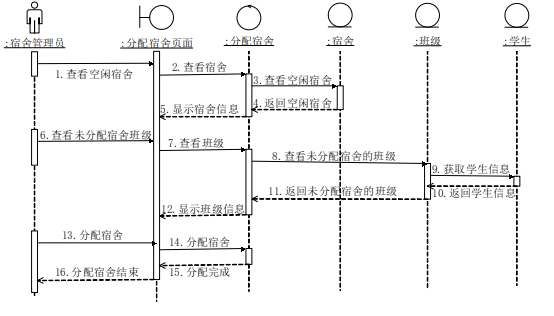 :宿舍管理员
:分配宿舍页面
:分配宿舍
:宿舍
:班级
:学生
1.查看空闲宿舍
2.查看宿舍
3.查看空闲宿舍
4.返回空闲宿舍
5.显示宿舍信息
6.查看未分配宿舍班级
7.查看班级
8.查看未分配宿舍的班级
9.获取学生信息
10.返回学生信息
11.返回未分配宿舍的班级
12.显示班级信息
13.分配宿舍
14.分配宿舍
15.分配完成
16.分配宿舍结束